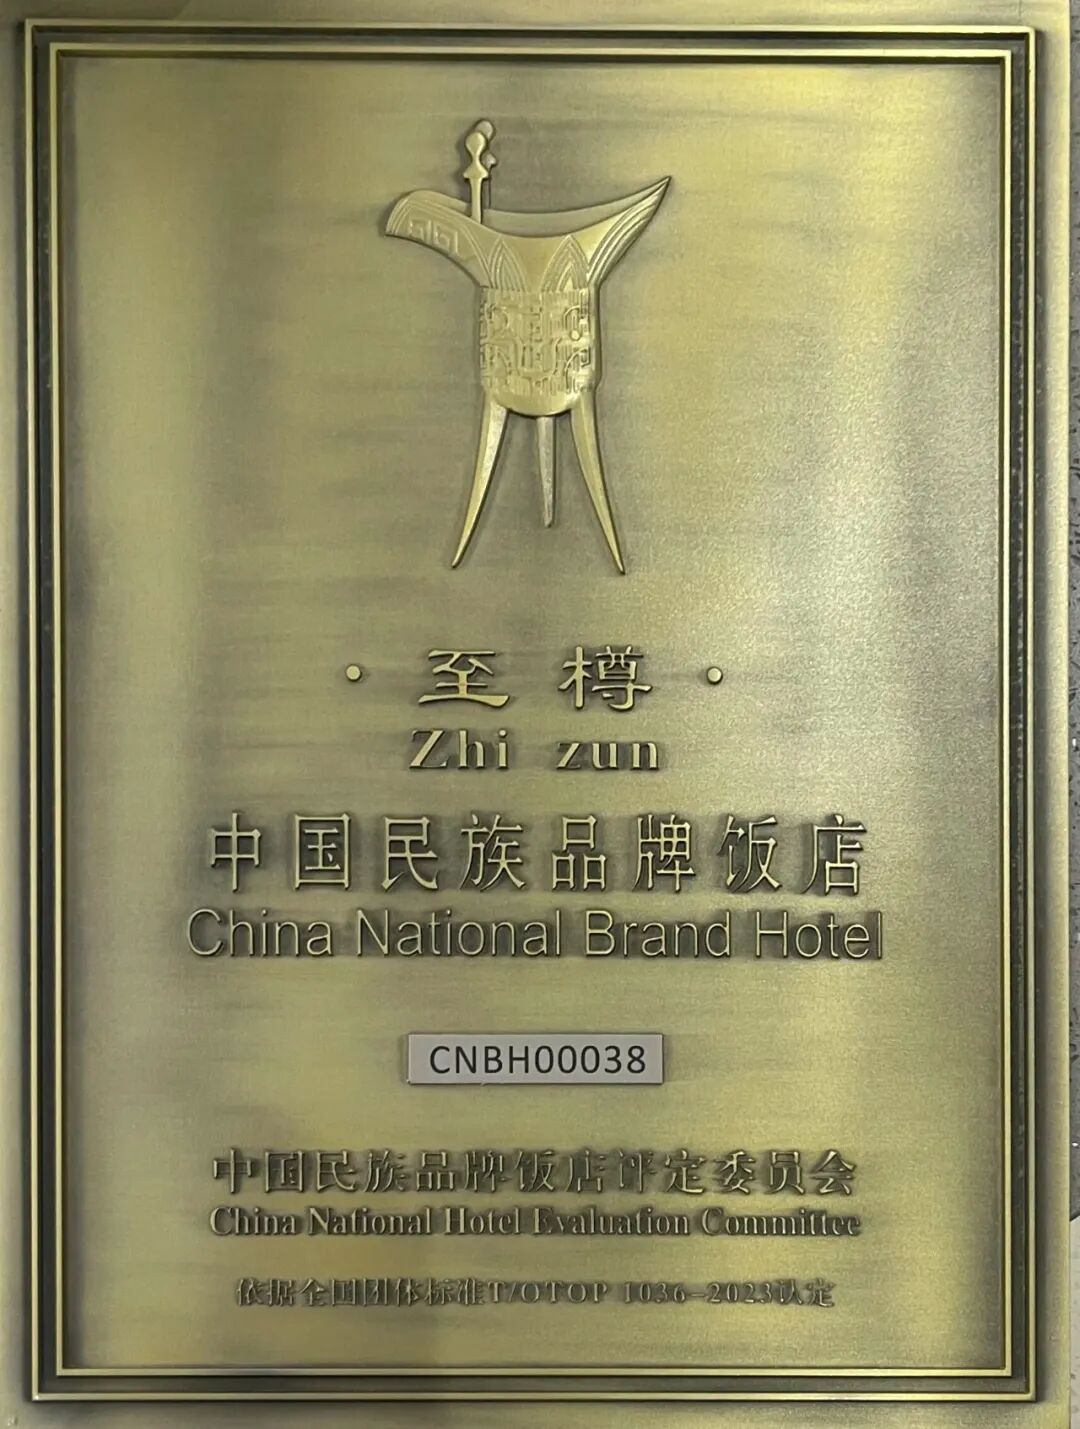 · 至樽 ·
Zhi zun
中国民族品牌饭店
China National Brand Hotel
CNBH00038
中国民族品牌饭店评定委员会
China National Hotel Evaluation Committee
依据全国团体标准T/OTOP 1036-2023认定